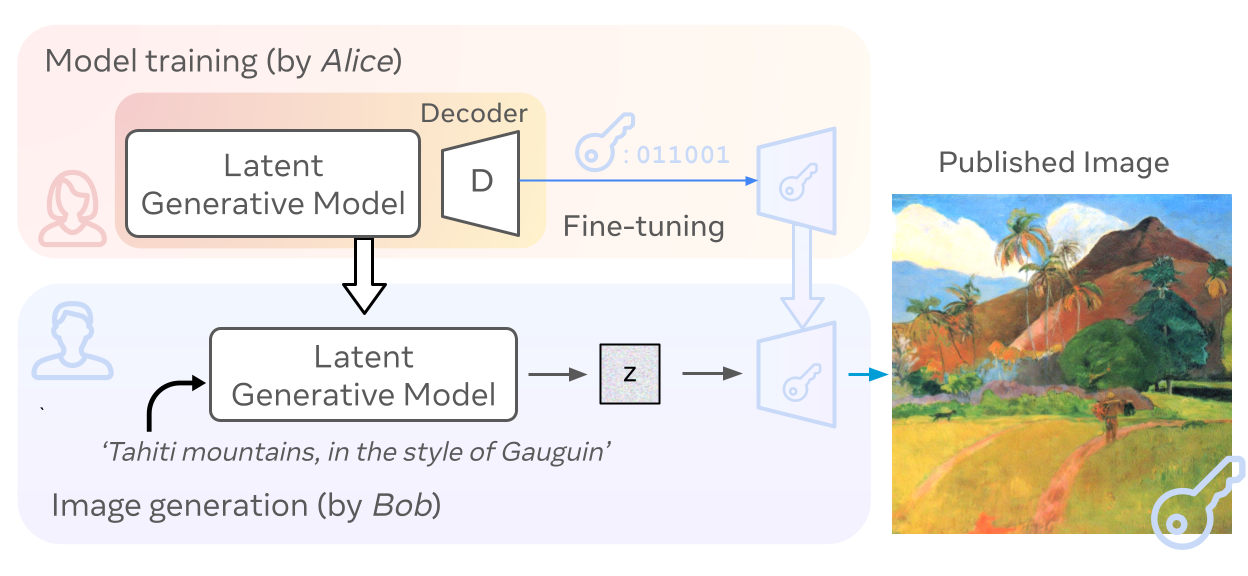 Model training (by Alice)
Decoder
Latent
Generative Model
D
: 011001
Fine-tuning
Published Image
Latent
Generative Model
z
‘Tahiti mountains, in the style of Gauguin’
Image generation (by Bob)